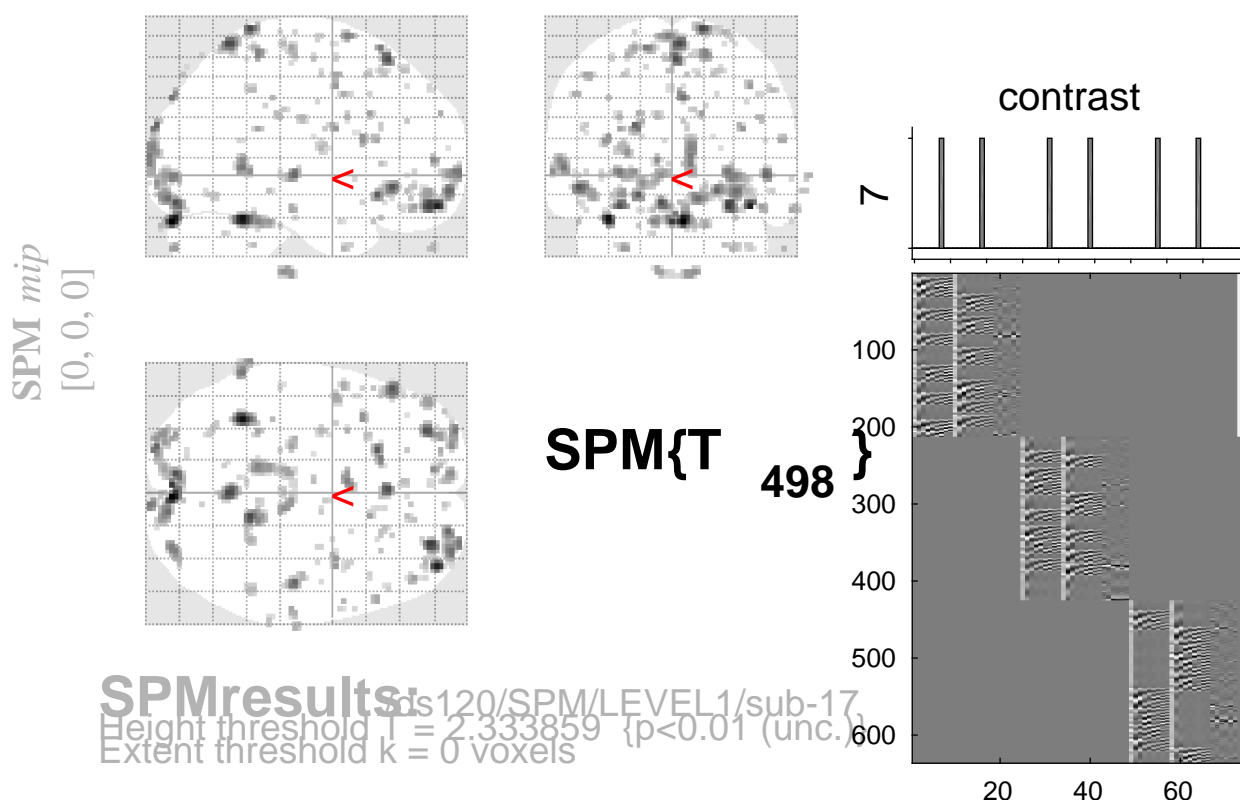 contrast
7
SPM mip
[0, 0, 0]
<
<
<
SPM{T
498
}
100
200
300
400
500
600
20
40
60
SPMresults: /ds120/SPM/LEVEL1/sub-17
Height threshold T = 2.333859 {p<0.01 (unc.)}
Extent threshold k = 0 voxels